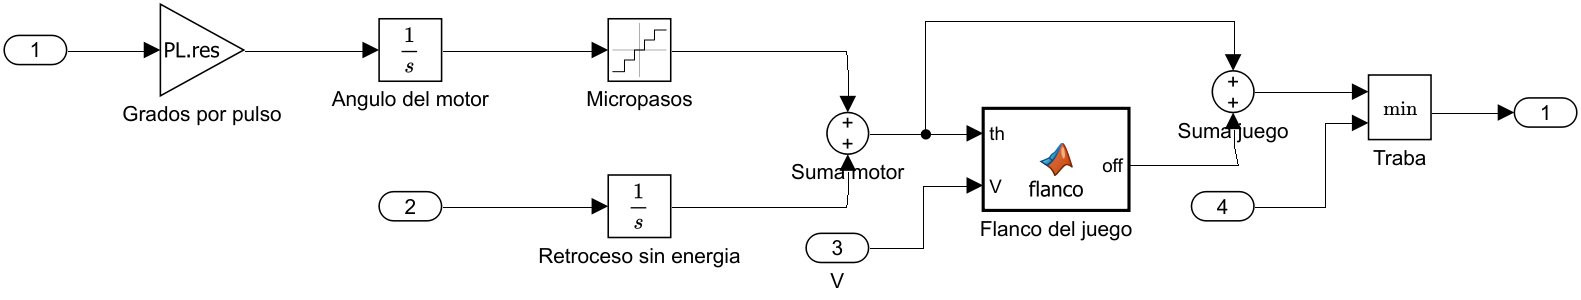 1
PL.res
Grados por pulso
1
s
Angulo del motor
Micropasos
2
1
s
Retroceso sin energia
+
+
Suma motor
3
V
th
V
off
flanco
Flanco del juego
+
+
Suma juego
4
min
Traba
1